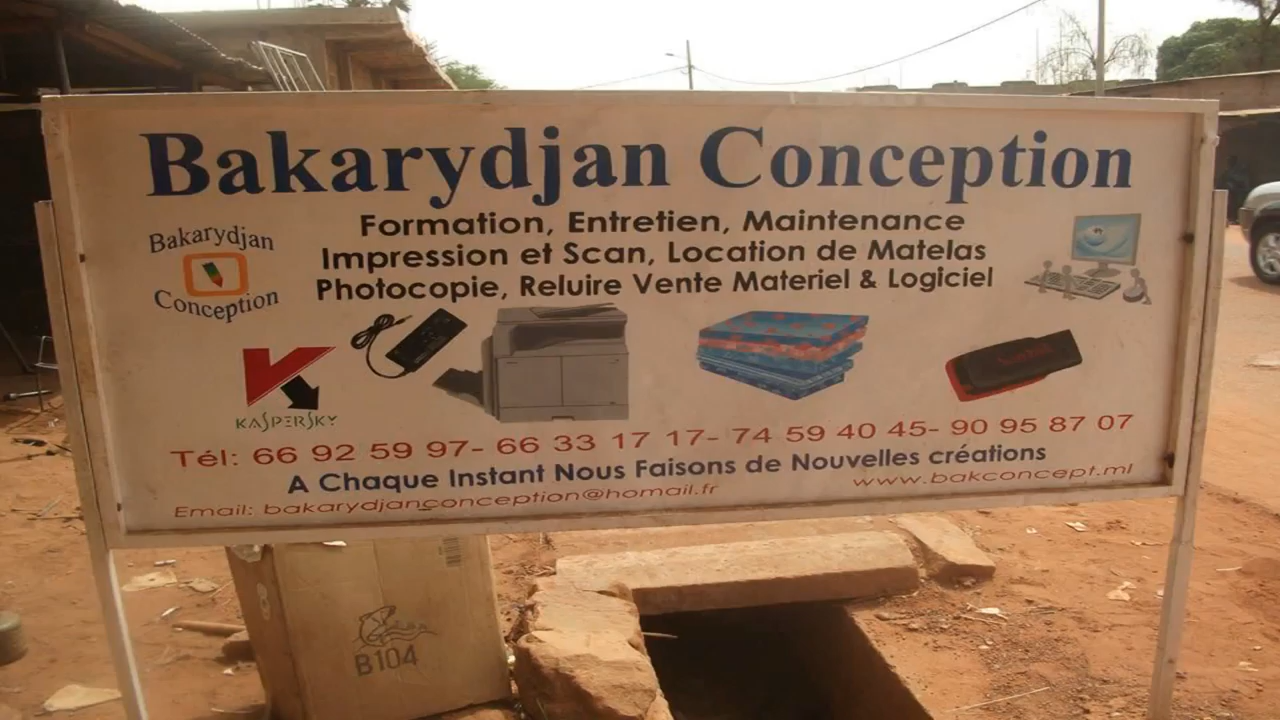 Bakarydjan Conception
Formation, Entretien, Maintenance
Impression et Scan, Location de Matelas
Photocopie, Reluire Vente Materiel & Logiciel
Bakarydjan
Conception
KASPERSKY
SanDisk
Tél: 66 92 59 97- 66 33 17 17- 74 59 40 45- 90 95 87 07
A Chaque Instant Nous Faisons de Nouvelles créations
Email: bakarydjanconception@homail.fr
www.bakconcept.ml
B104